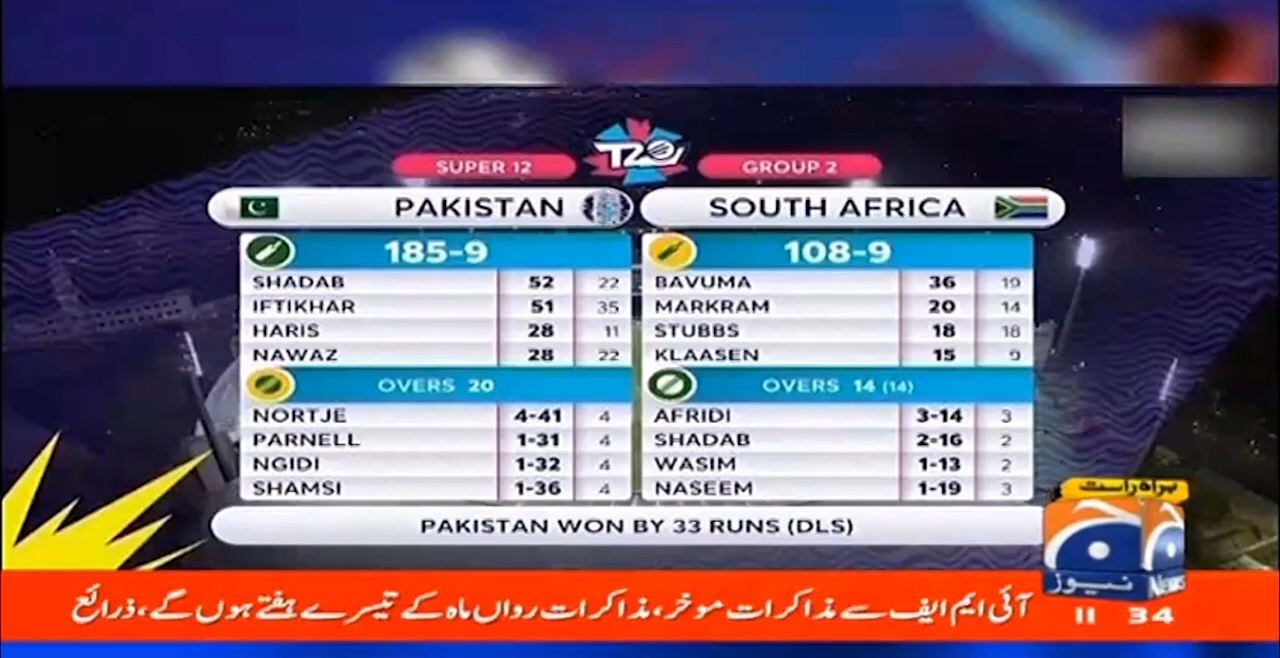 SUPER 12
T20
GROUP 2
PAKISTAN
SOUTH AFRICA
185-9
108-9
SHADAB 52 22
BAVUMA 36 19
IFTIKHAR 51 35
MARKRAM 20 14
HARIS 28 11
STUBBS 18 18
NAWAZ 28 22
KLAASEN 15 9
OVERS 20
OVERS 14 (14)
NORTJE 4-41 4
AFRIDI 3-14 3
PARNELL 1-31 4
SHADAB 2-16 2
NGIDI 1-32 4
WASIM 1-13 2
SHAMSI 1-36 4
NASEEM 1-19 3
PAKISTAN WON BY 33 RUNS (DLS)
براہ راست
نیوز News
آئی ایم ایف سے مذاکرات موخر، مذاکرات رواں ماہ کے تیسرے ہفتے ہوں گے، ذرائع
11 34